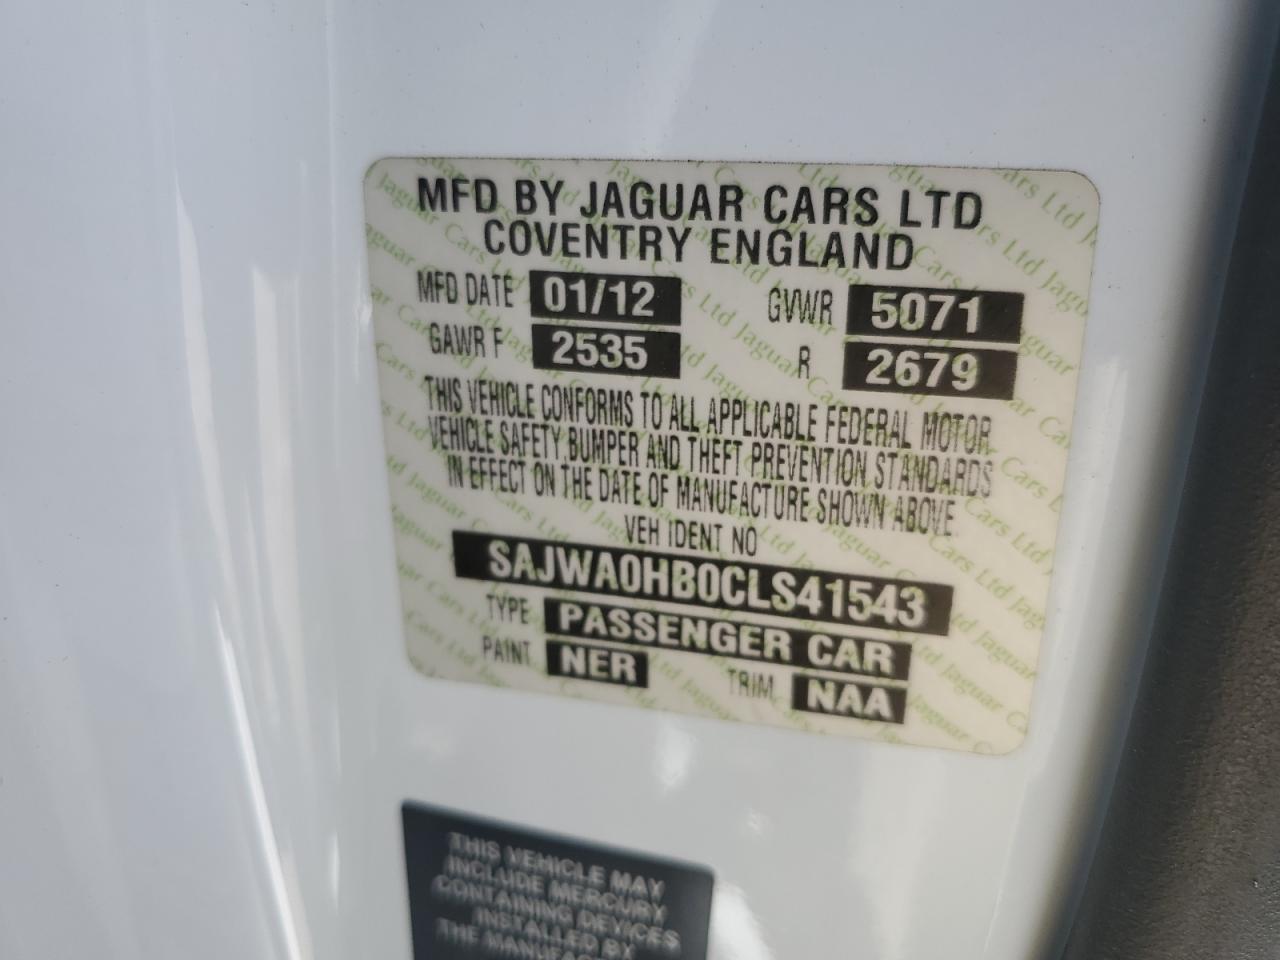 MFD BY JAGUAR CARS LTD
COVENTRY ENGLAND
MFD DATE 01/12 GVWR 5071
GAWR F 2535 R 2679
THIS VEHICLE CONFORMS TO ALL APPLICABLE FEDERAL MOTOR
VEHICLE SAFETY, BUMPER AND THEFT PREVENTION STANDARDS
IN EFFECT ON THE DATE OF MANUFACTURE SHOWN ABOVE.
VEH IDENT NO
SAJWA0HB0CLS41543
TYPE PASSENGER CAR
PAINT NER TRIM NAA
THIS VEHICLE MAY
INCLUDE MERCURY
CONTAINING DEVICES
INSTALLED BY
THE